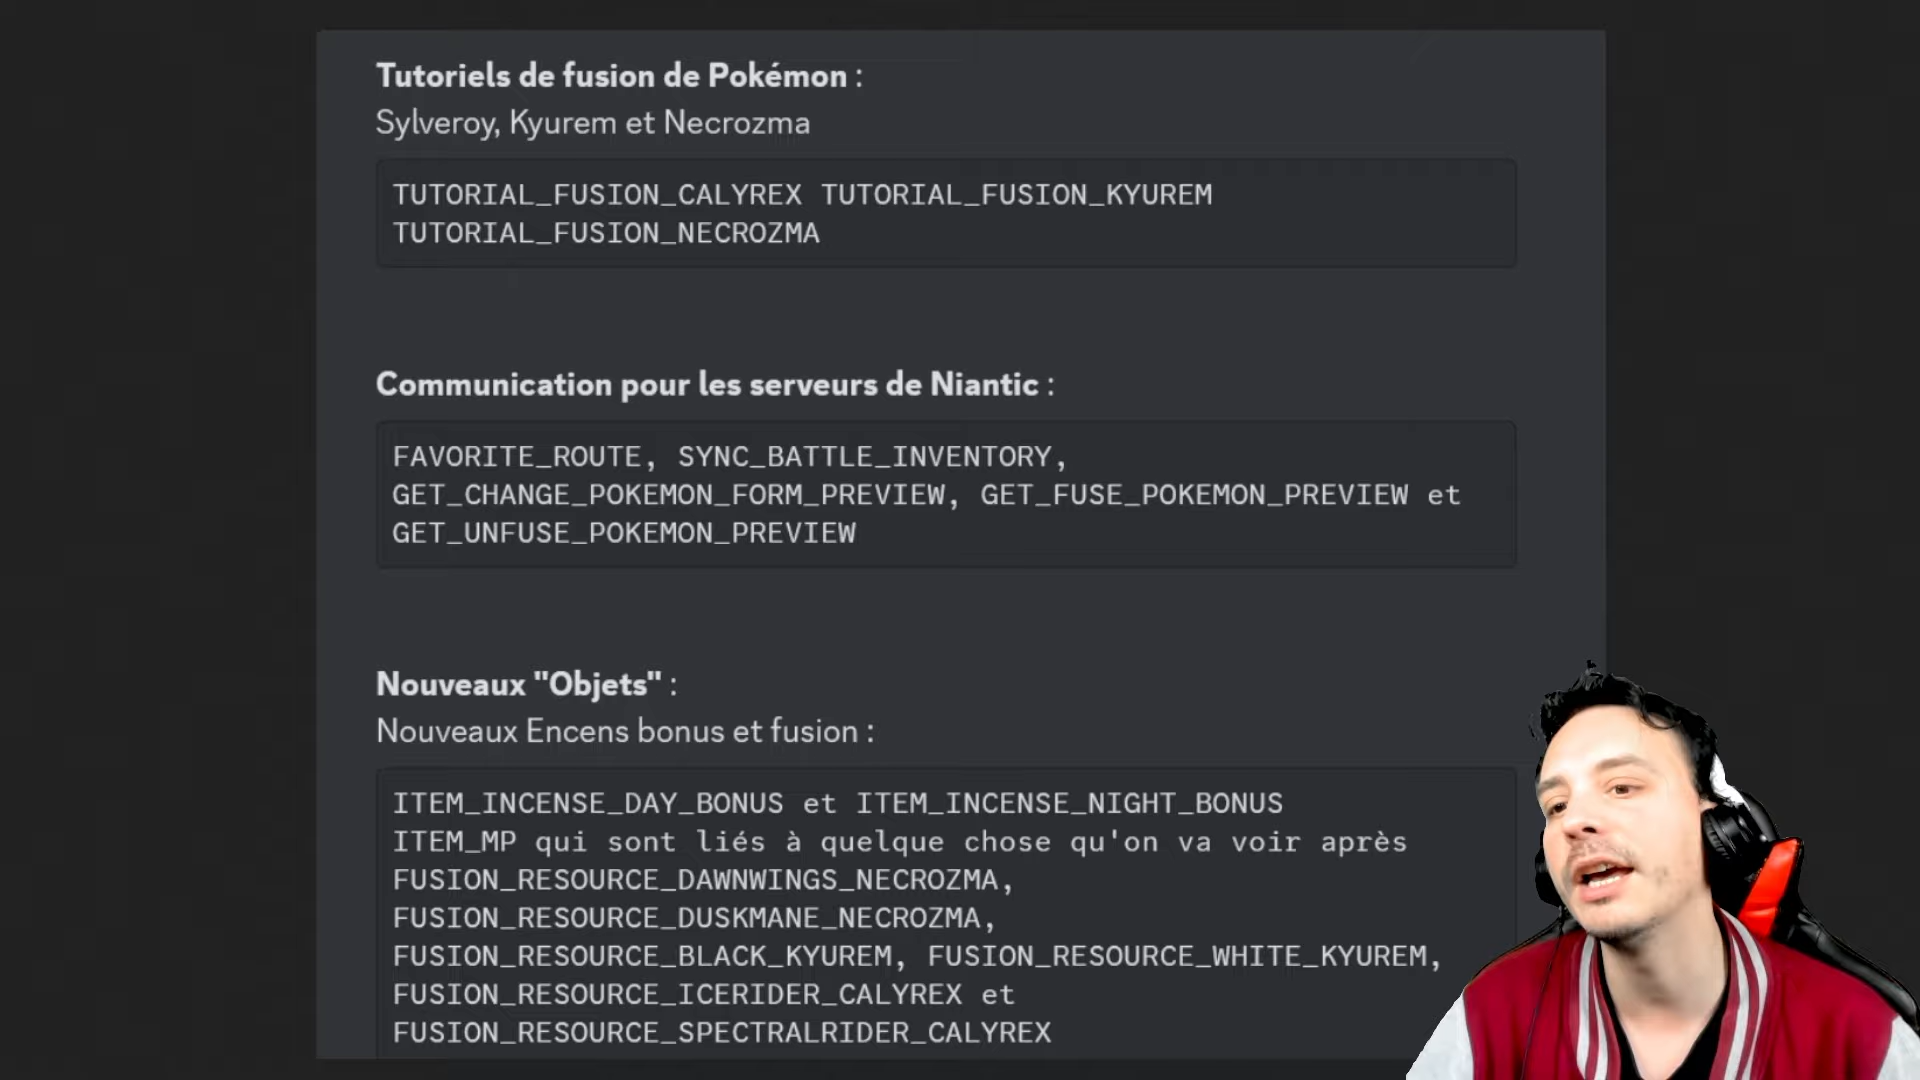 Tutoriels de fusion de Pokémon :
Sylveroy, Kyurem et Necrozma
TUTORIAL_FUSION_CALYREX TUTORIAL_FUSION_KYUREM
TUTORIAL_FUSION_NECROZMA
Communication pour les serveurs de Niantic :
FAVORITE_ROUTE, SYNC_BATTLE_INVENTORY,
GET_CHANGE_POKEMON_FORM_PREVIEW, GET_FUSE_POKEMON_PREVIEW et
GET_UNFUSE_POKEMON_PREVIEW
Nouveaux "Objets" :
Nouveaux Encens bonus et fusion :
ITEM_INCENSE_DAY_BONUS et ITEM_INCENSE_NIGHT_BONUS
ITEM_MP qui sont liés à quelque chose qu'on va voir après
FUSION_RESOURCE_DAWNWINGS_NECROZMA,
FUSION_RESOURCE_DUSKMANE_NECROZMA,
FUSION_RESOURCE_BLACK_KYUREM, FUSION_RESOURCE_WHITE_KYUREM,
FUSION_RESOURCE_ICERIDER_CALYREX et
FUSION_RESOURCE_SPECTRALRIDER_CALYREX